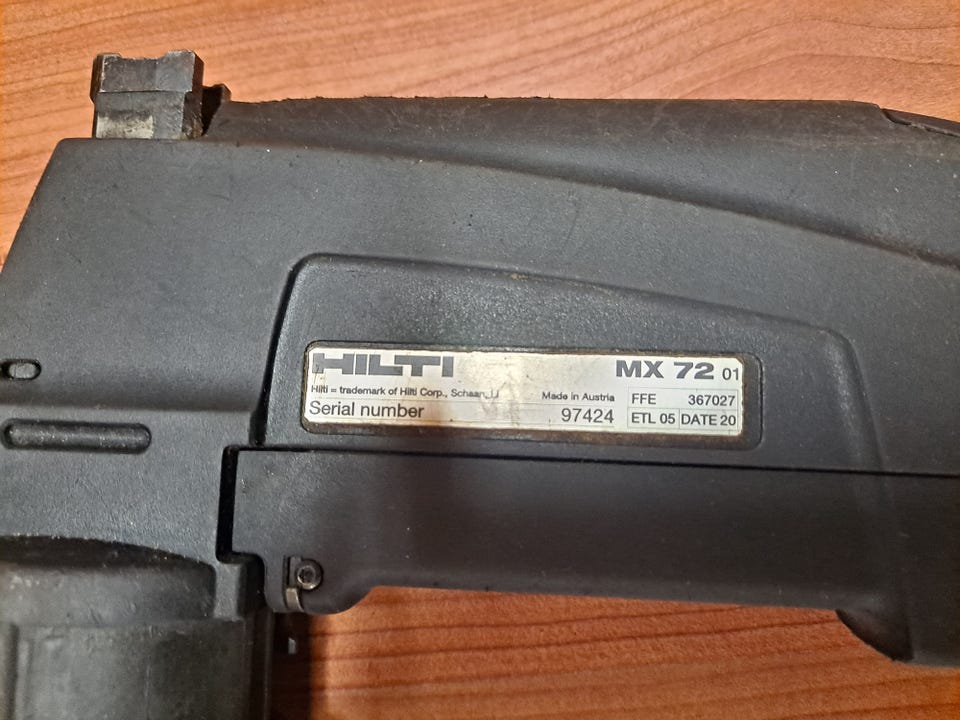 HILTI MX 72 01
Hilti = trademark of Hilti Corp., Schaan, LI Made in Austria FFE 367027
Serial number 97424 ETL 05 DATE 20